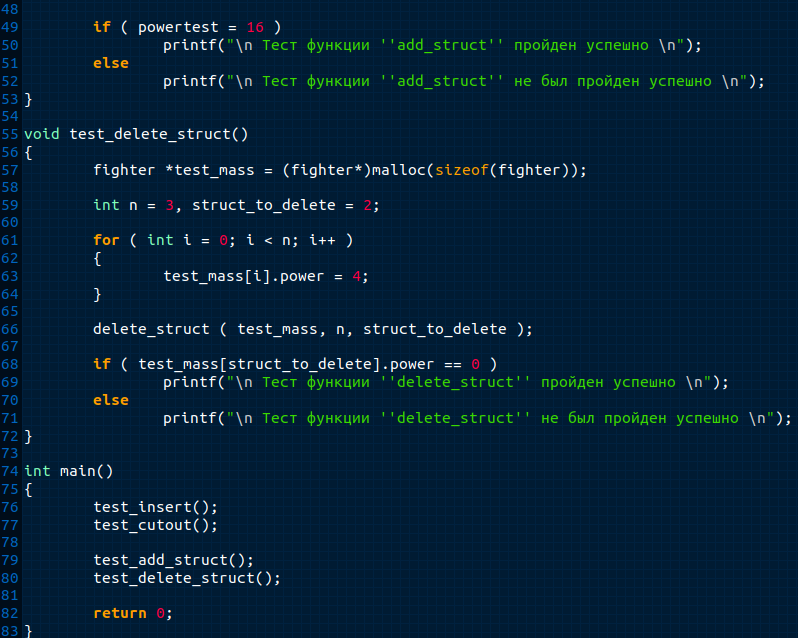 48
49 if ( powertest = 16 )
50 printf("\n Тест функции ''add_struct'' пройден успешно \n");
51 else
52 printf("\n Тест функции ''add_struct'' не был пройден успешно \n");
53 }
54
55 void test_delete_struct()
56 {
57 fighter *test_mass = (fighter*)malloc(sizeof(fighter));
58
59 int n = 3, struct_to_delete = 2;
60
61 for ( int i = 0; i < n; i++ )
62 {
63 test_mass[i].power = 4;
64 }
65
66 delete_struct ( test_mass, n, struct_to_delete );
67
68 if ( test_mass[struct_to_delete].power == 0 )
69 printf("\n Тест функции ''delete_struct'' пройден успешно \n");
70 else
71 printf("\n Тест функции ''delete_struct'' не был пройден успешно \n");
72 }
73
74 int main()
75 {
76 test_insert();
77 test_cutout();
78
79 test_add_struct();
80 test_delete_struct();
81
82 return 0;
83 }